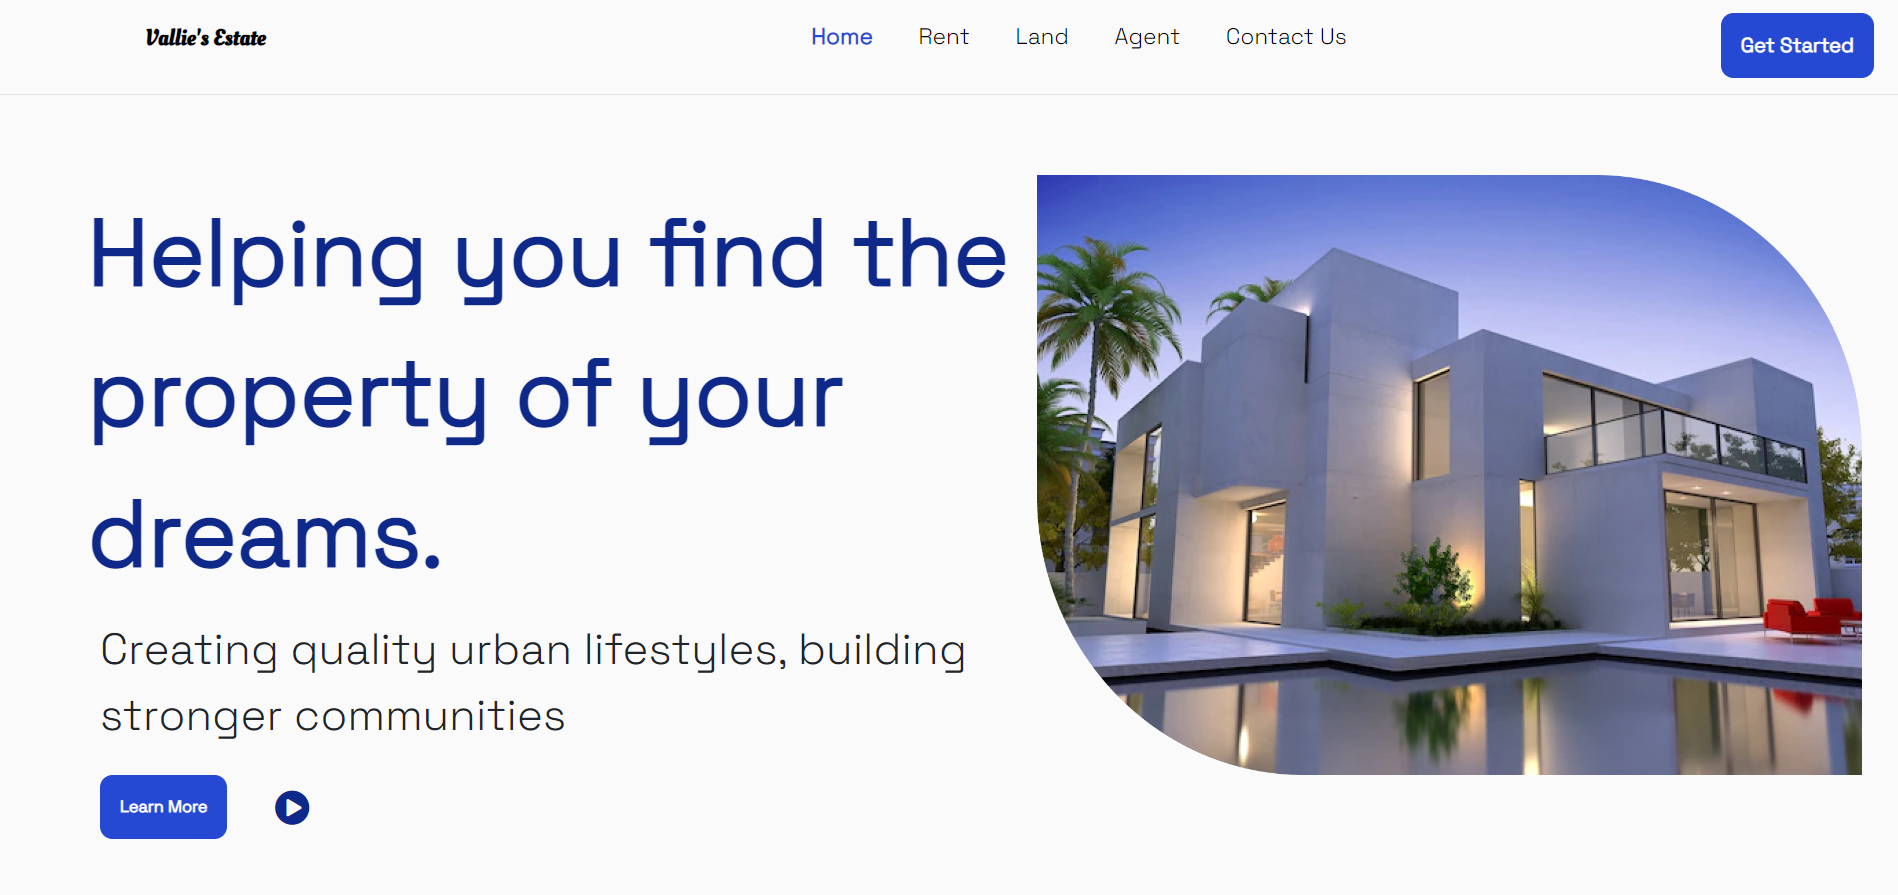 Vallie's Estate
Home Rent Land Agent Contact Us
Get Started
Helping you find the
property of your
dreams.
Creating quality urban lifestyles, building
stronger communities
Learn More